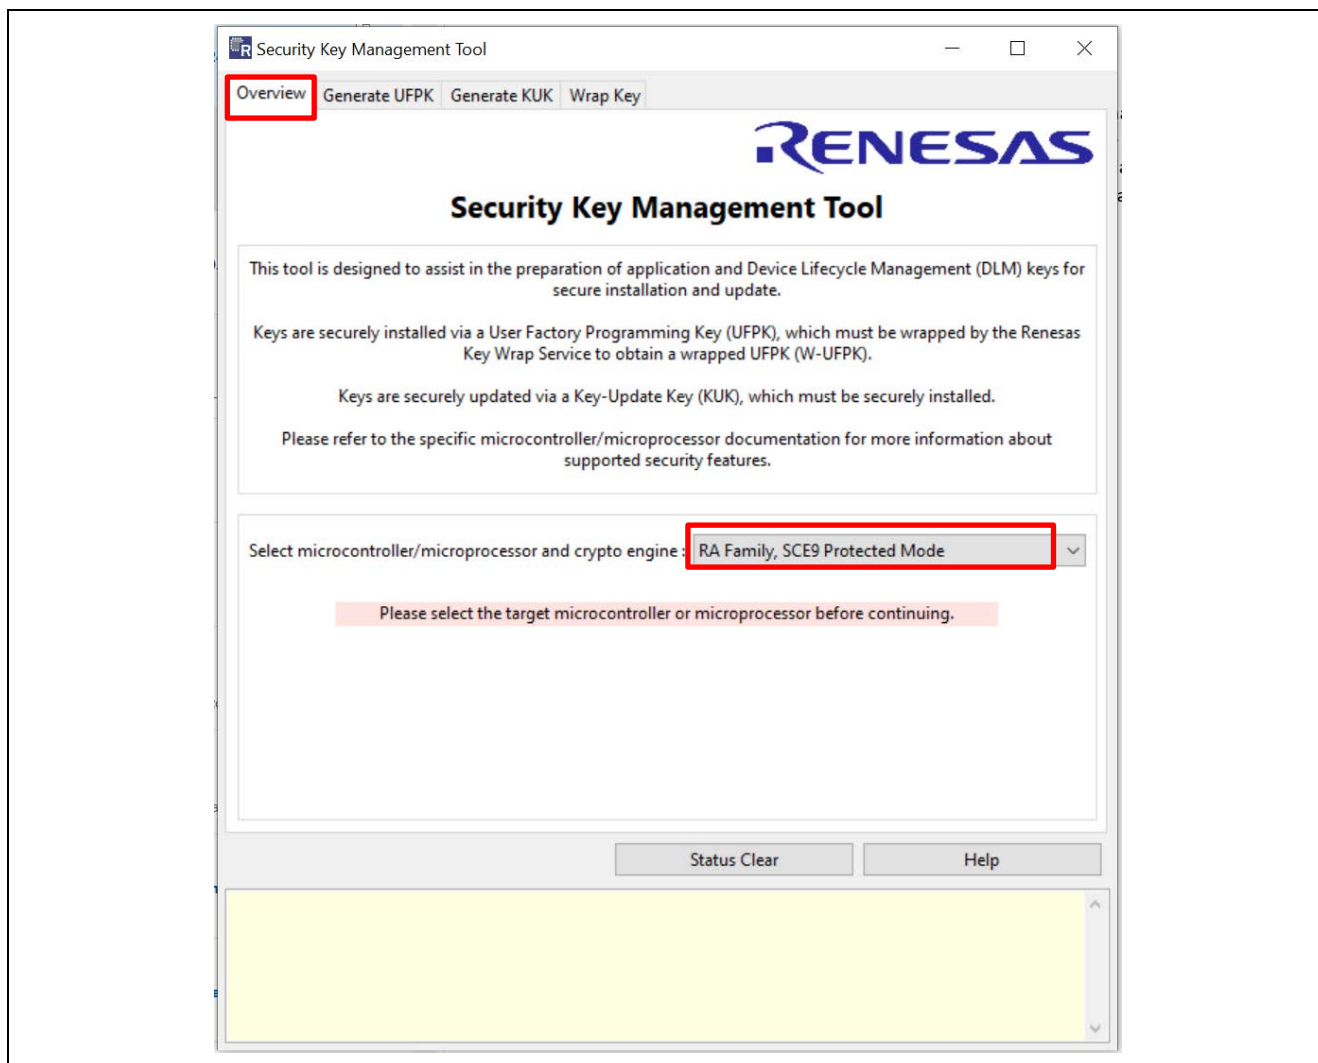 Security Key Management Tool
Overview Generate UFPK Generate KUK Wrap Key
RENESAS
Security Key Management Tool
This tool is designed to assist in the preparation of application and Device Lifecycle Management (DLM) keys for
secure installation and update.
Keys are securely installed via a User Factory Programming Key (UFPK), which must be wrapped by the Renesas
Key Wrap Service to obtain a wrapped UFPK (W-UFPK).
Keys are securely updated via a Key-Update Key (KUK), which must be securely installed.
Please refer to the specific microcontroller/microprocessor documentation for more information about
supported security features.
Select microcontroller/microprocessor and crypto engine : RA Family, SCE9 Protected Mode
Please select the target microcontroller or microprocessor before continuing.
Status Clear Help